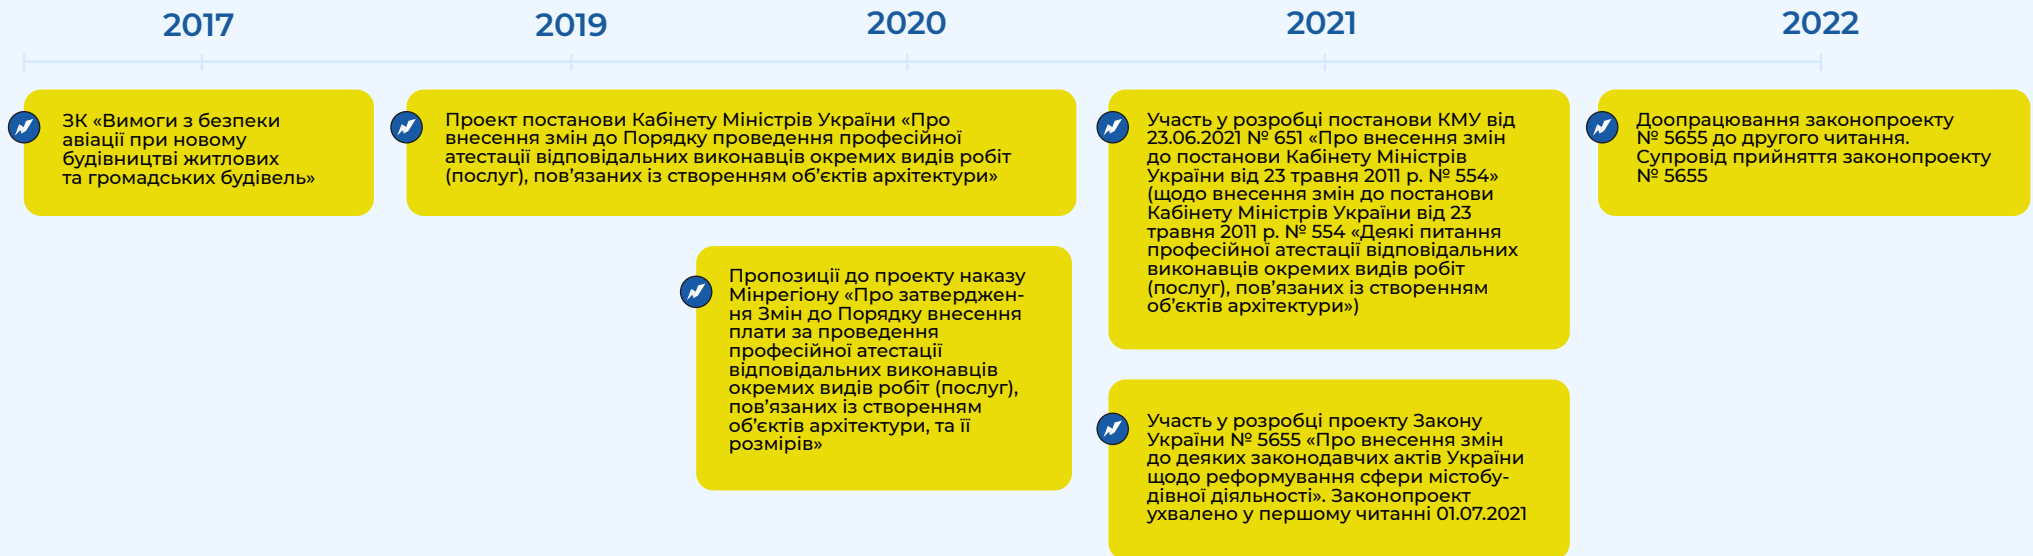 2017
2019
2020
2021
2022
ЗК «Вимоги з безпеки
авіації при новому
будівництві житлових
та громадських будівель»
Проект постанови Кабінету Міністрів України «Про
внесення змін до Порядку проведення професійної
атестації відповідальних виконавців окремих видів робіт
(послуг), пов’язаних із створенням об’єктів архітектури»
Пропозиції до проекту наказу
Мінрегіону «Про затверджен-
ня Змін до Порядку внесення
плати за проведення
професійної атестації
відповідальних виконавців
окремих видів робіт (послуг),
пов’язаних із створенням
об’єктів архітектури, та її
розмірів»
Участь у розробці постанови КМУ від
23.06.2021 № 651 «Про внесення змін
до постанови Кабінету Міністрів
України від 23 травня 2011 р. № 554»
(щодо внесення змін до постанови
Кабінету Міністрів України від 23
травня 2011 р. № 554 «Деякі питання
професійної атестації відповідальних
виконавців окремих видів робіт
(послуг), пов’язаних із створенням
об’єктів архітектури»)
Участь у розробці проекту Закону
України № 5655 «Про внесення змін
до деяких законодавчих актів України
щодо реформування сфери містобу-
дівної діяльності». Законопроект
ухвалено у першому читанні 01.07.2021
Доопрацювання законопроекту
№ 5655 до другого читання.
Супровід прийняття законопроекту
№ 5655